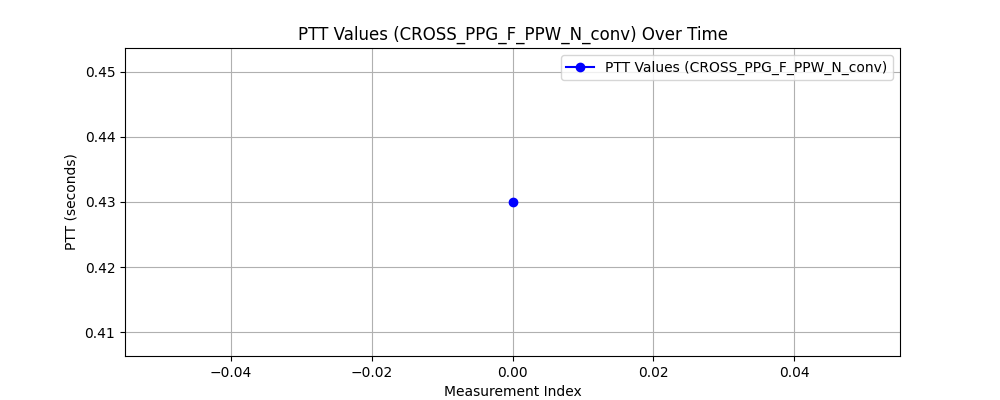 PTT Values (CROSS_PPG_F_PPW_N_conv) Over Time
PTT Values (CROSS_PPG_F_PPW_N_conv)
PTT (seconds)
0.45
0.44
0.43
0.42
0.41
−0.04 −0.02 0.00 0.02 0.04
Measurement Index